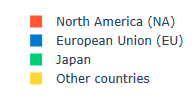 North America (NA)
European Union (EU)
Japan
Other countries